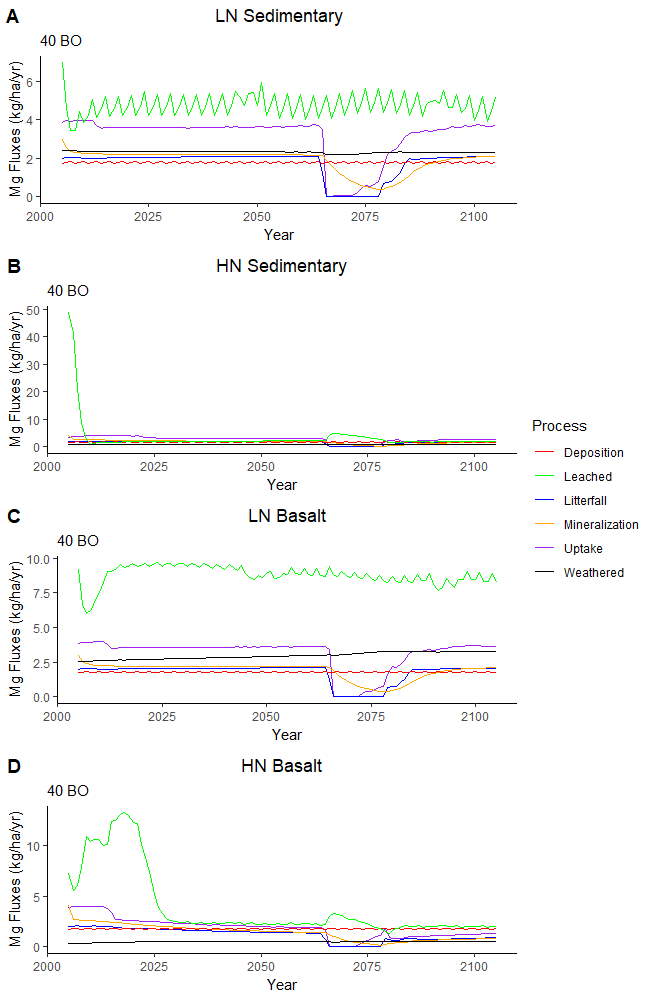 A LN Sedimentary
40 BO
Mg Fluxes (kg/ha/yr)
6
4
2
0
2000 2025 2050 2075 2100
Year
B HN Sedimentary
40 BO
Mg Fluxes (kg/ha/yr)
50
40
30
20
10
0
2000 2025 2050 2075 2100
Year
Process
Deposition
Leached
Litterfall
Mineralization
Uptake
Weathered
C LN Basalt
40 BO
Mg Fluxes (kg/ha/yr)
10.0
7.5
5.0
2.5
0.0
2000 2025 2050 2075 2100
Year
D HN Basalt
40 BO
Mg Fluxes (kg/ha/yr)
10
5
0
2000 2025 2050 2075 2100
Year